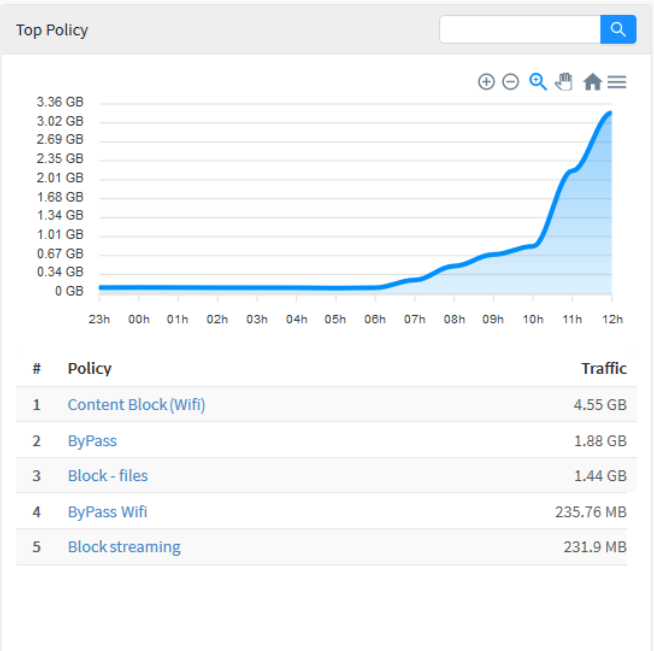 Top Policy
3.36 GB
3.02 GB
2.69 GB
2.35 GB
2.01 GB
1.68 GB
1.34 GB
1.01 GB
0.67 GB
0.34 GB
0 GB
23h 00h 01h 02h 03h 04h 05h 06h 07h 08h 09h 10h 11h 12h
# Policy Traffic
1 Content Block (Wifi) 4.55 GB
2 ByPass 1.88 GB
3 Block - files 1.44 GB
4 ByPass Wifi 235.76 MB
5 Block streaming 231.9 MB